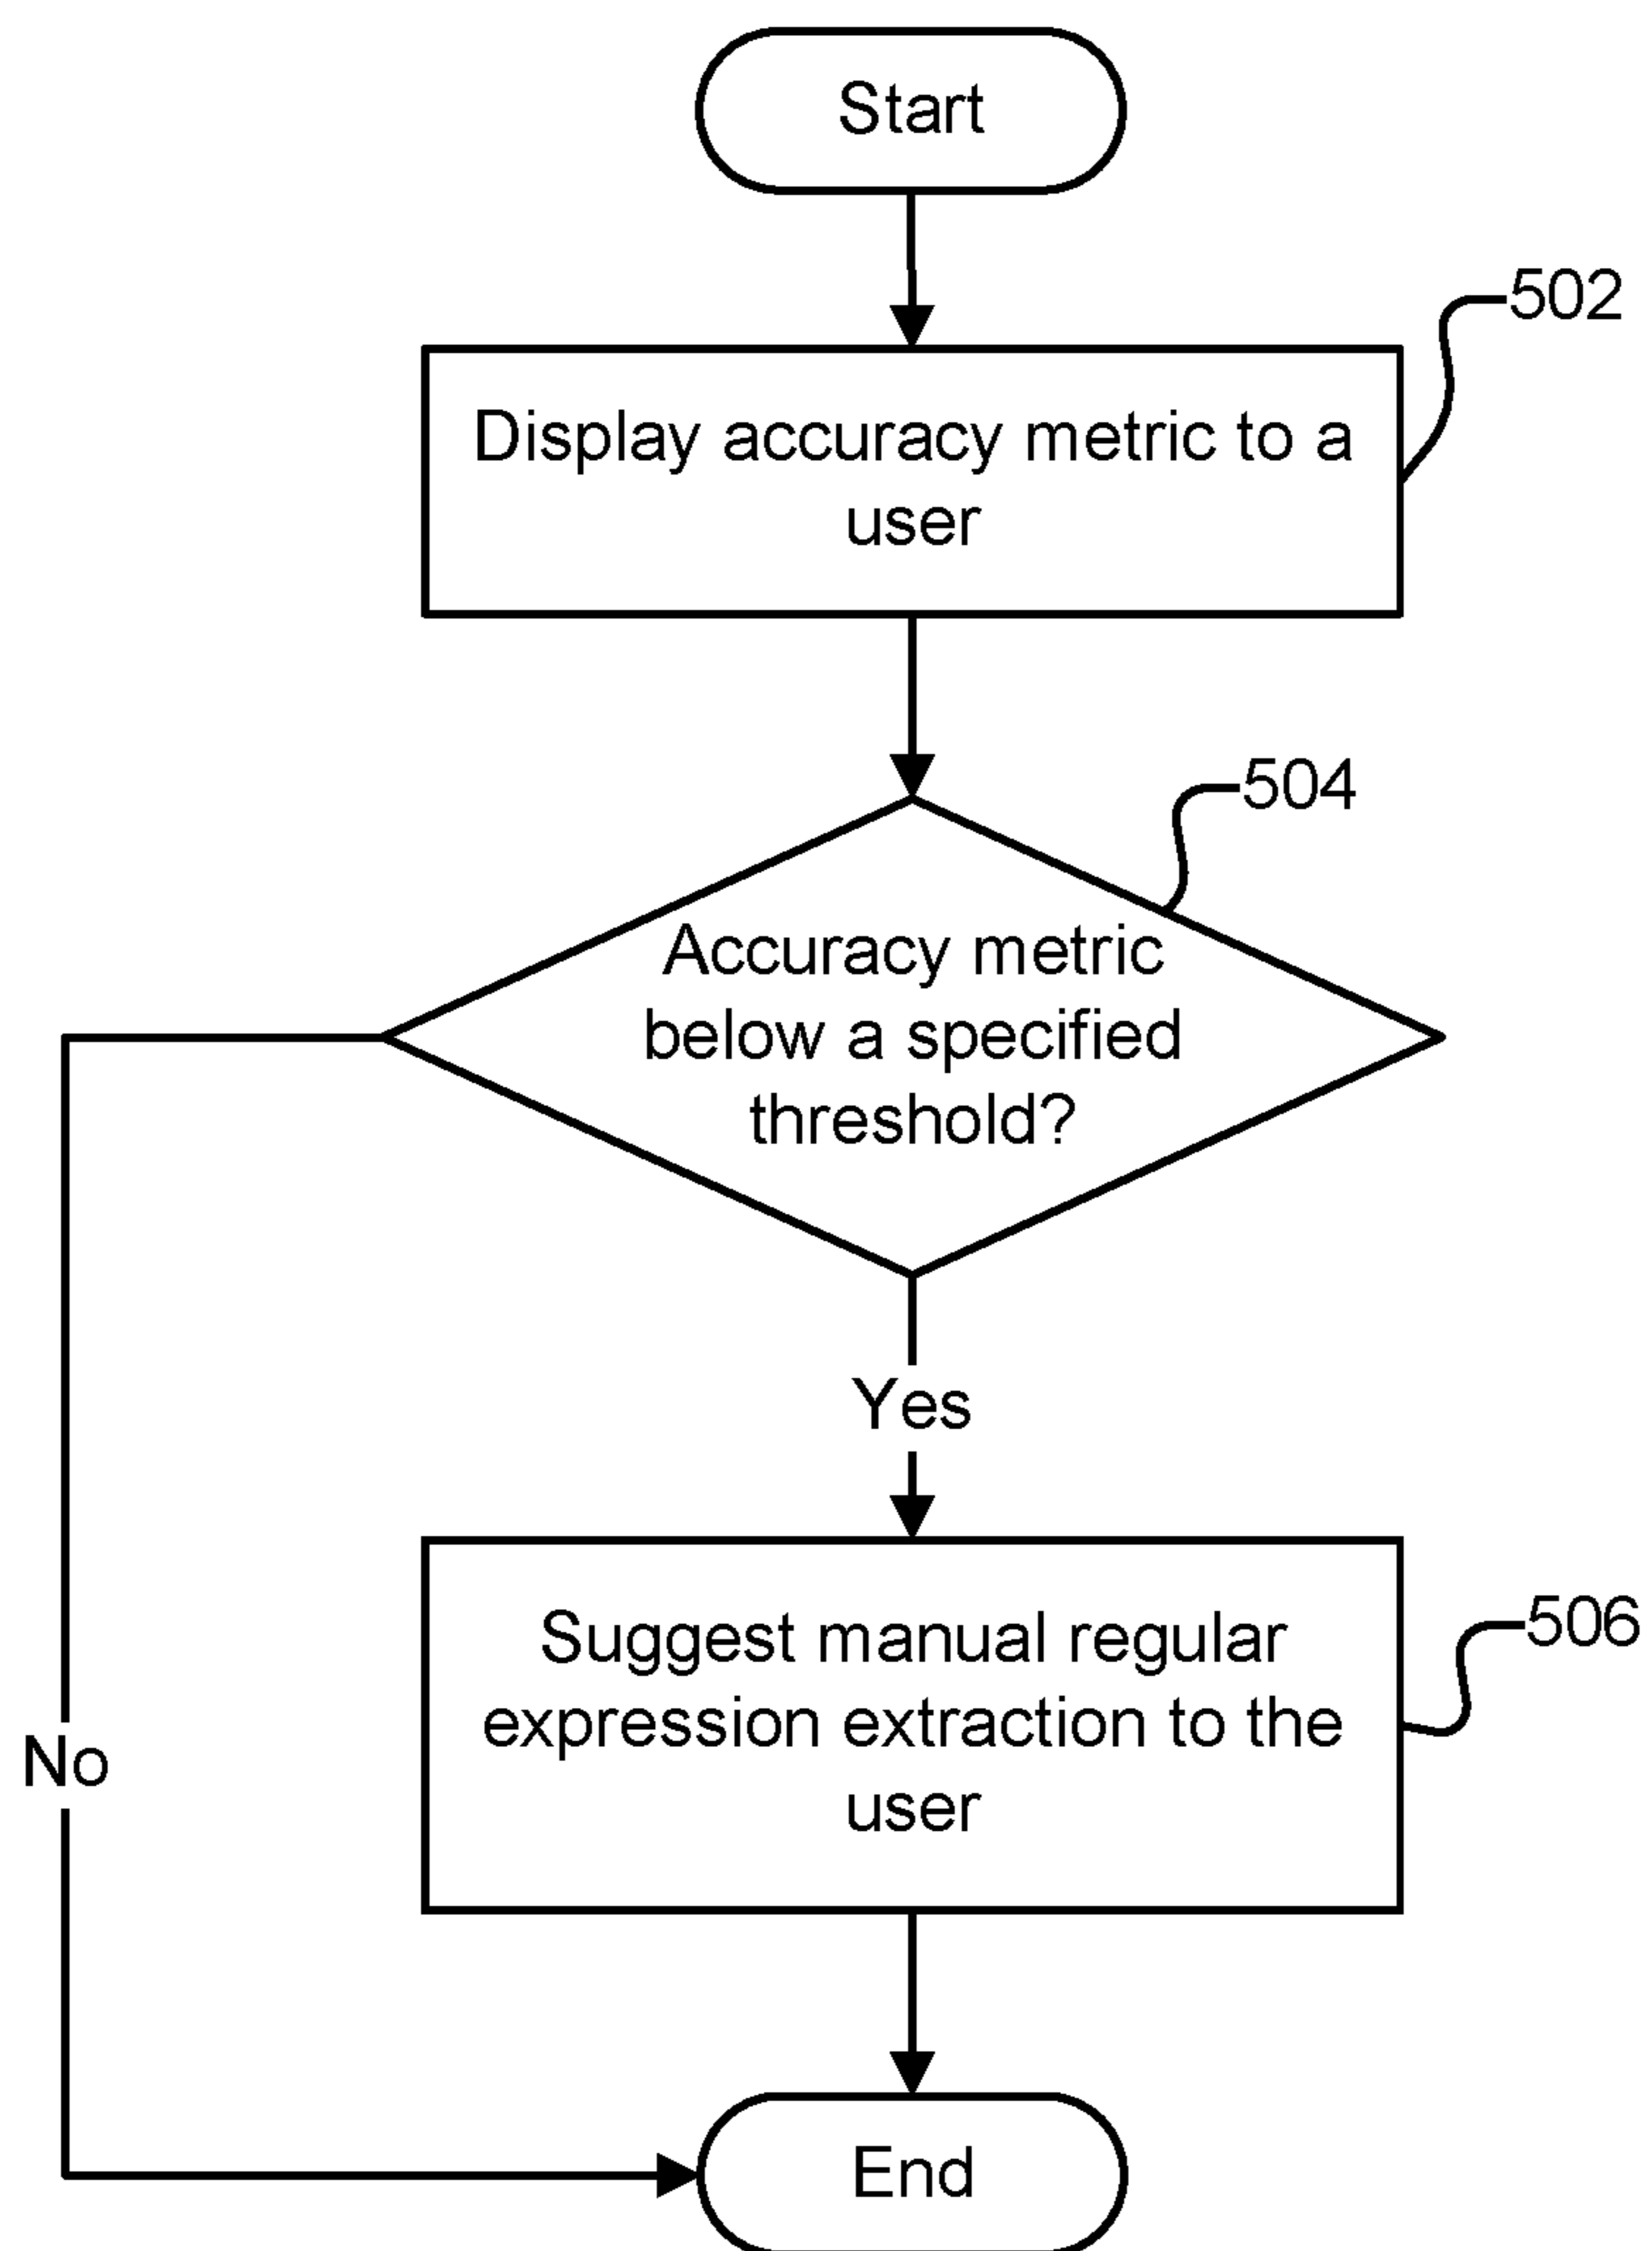 Start
502
Display accuracy metric to a
user
504
Accuracy metric
below a specified
threshold?
Yes
506
Suggest manual regular
expression extraction to the
user
No
End